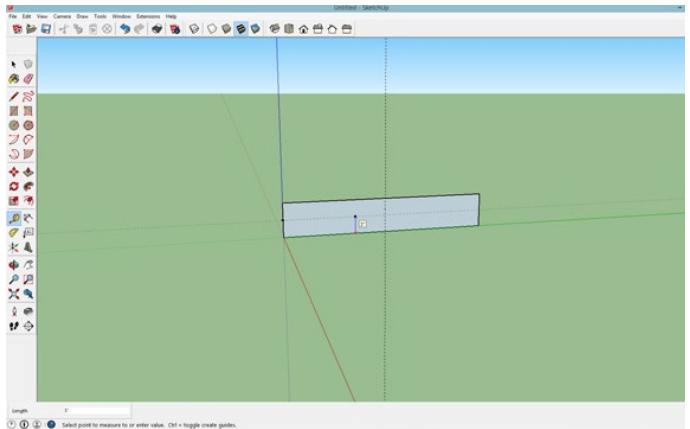 Untitled - SketchUp
File Edit View Camera Draw Tools Window Extensions Help
Length
Select point to measure to or enter value. Ctrl = toggle create guides.